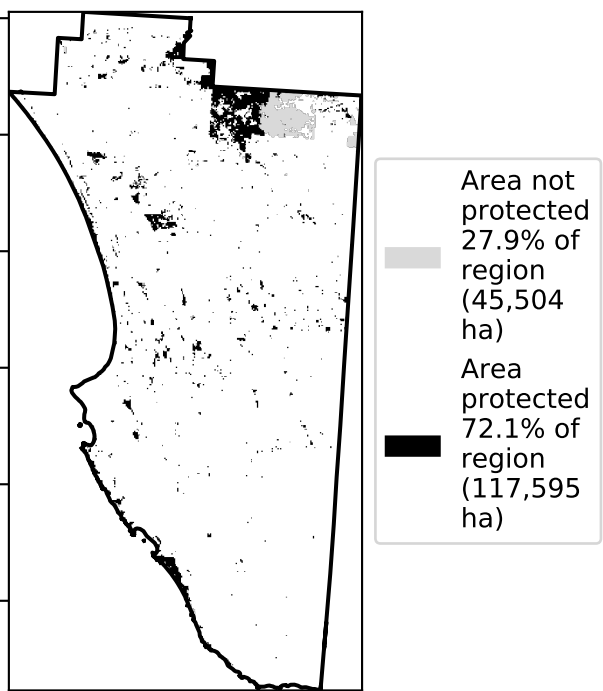 Area not
protected
27.9% of
region
(45,504
ha)
Area
protected
72.1% of
region
(117,595
ha)